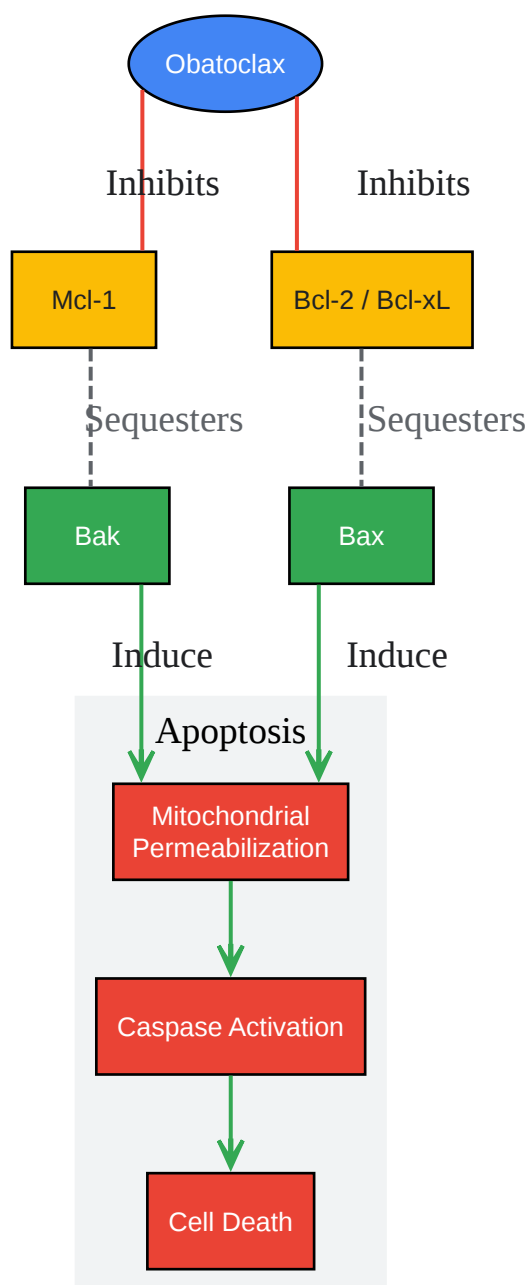 Obatoclax
Inhibits
Inhibits
Mcl-1
Bcl-2 / Bcl-xL
Sequesters
Sequesters
Bak
Bax
Induce
Induce
Apoptosis
Mitochondrial
Permeabilization
Caspase Activation
Cell Death